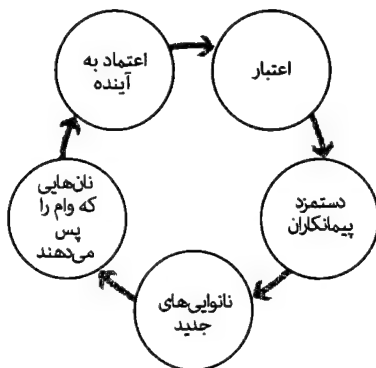 اعتماد به
آینده
اعتبار
دستمزد
پیمانکاران
نانوایی‌های
جدید
نان‌هایی
که وام را
پس
می‌دهند